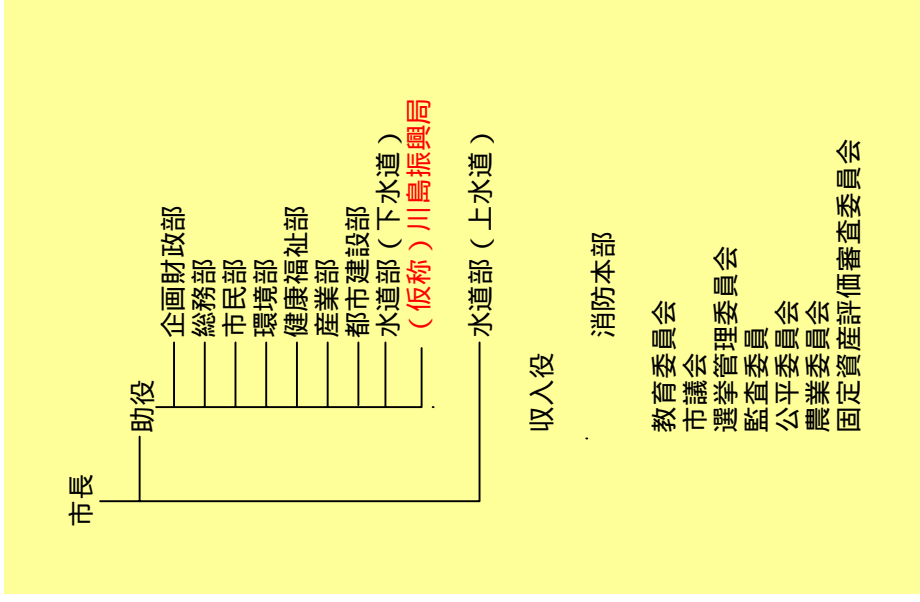 市長
助役
企画財政部
総務部
市民部
環境部
健康福祉部
産業部
都市建設部
水道部（下水道）
（仮称）川島振興局
水道部（上水道）
収入役
消防本部
教育委員会
市議会
選挙管理委員会
監査委員
公平委員会
農業委員会
固定資産評価審査委員会